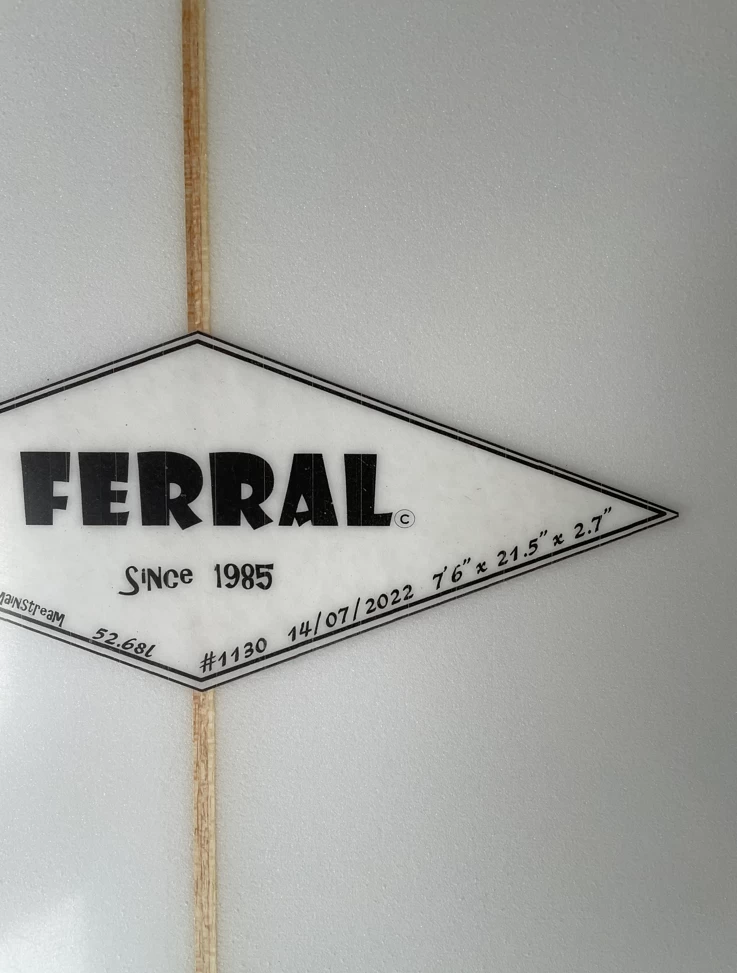 FERRAL©
Since 1985
Mainstream 52.68l
#1130 14/07/2022 7'6" x 21.5" x 2.7"